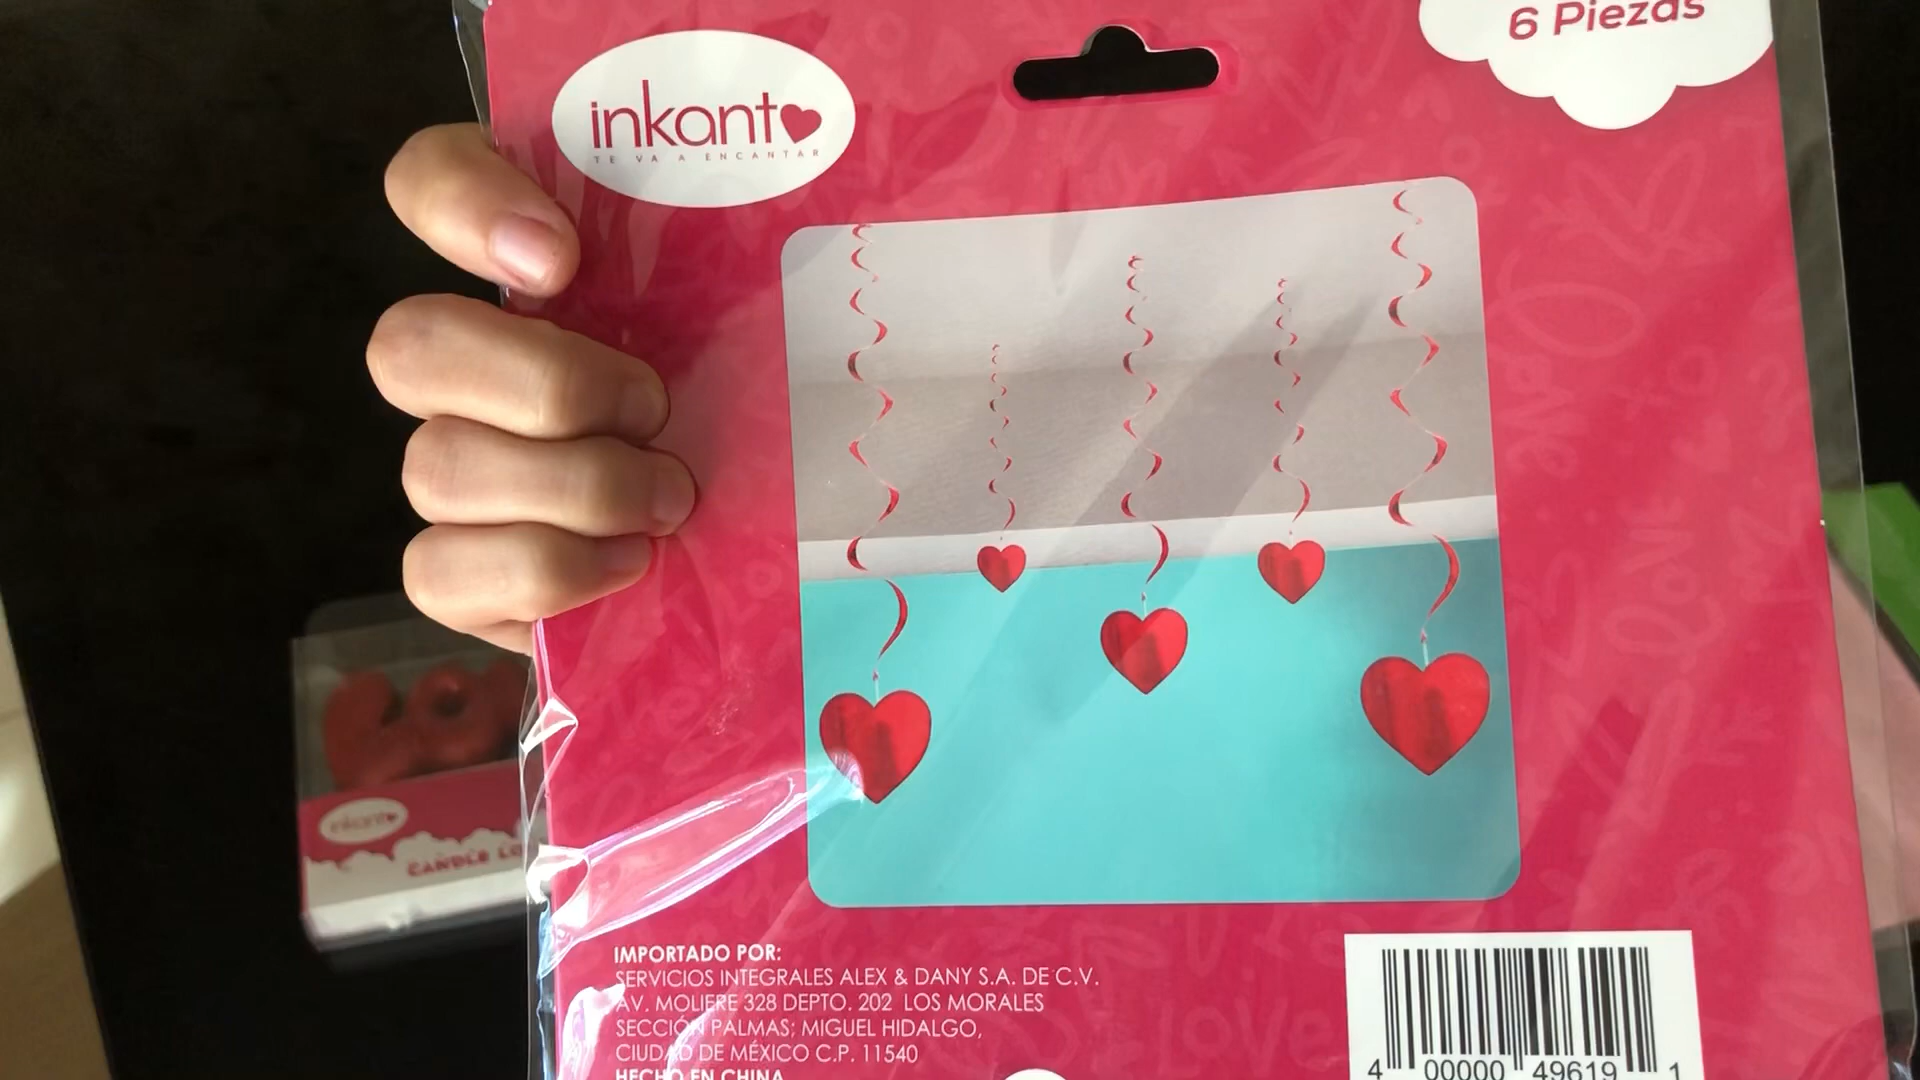 6 Piezas
inkanto
TE VA A ENCANTAR
inkanto
CANDLE
IMPORTADO POR:
SERVICIOS INTEGRALES ALEX & DANY S.A. DE C.V.
AV. MOLIERE 328 DEPTO. 202 LOS MORALES
SECCIÓN PALMAS; MIGUEL HIDALGO,
CIUDAD DE MÉXICO C.P. 11540
HECHO EN CHINA
4 00000 49619 1